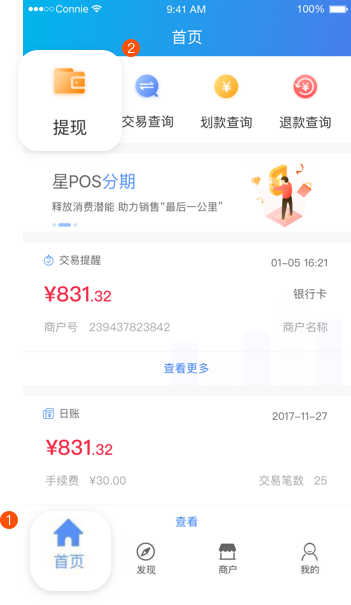 Connie 9:41 AM 100%
首页
2
提现 交易查询 划款查询 退款查询
星POS分期
释放消费潜能 助力销售“最后一公里”
交易提醒 01-05 16:21
¥831.32 银行卡
商户号 239437823842 商户名称
查看更多
日账 2017-11-27
¥831.32
手续费 ¥30.00 交易笔数 25
1
查看
首页 发现 商户 我的